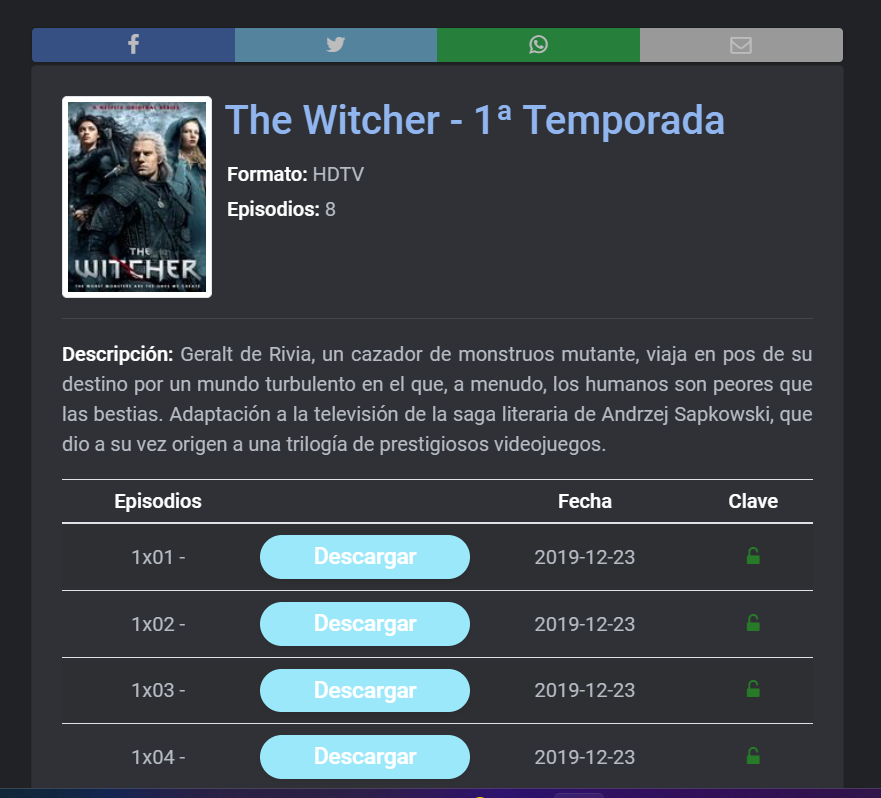 The Witcher - 1ª Temporada
A NETFLIX ORIGINAL SERIES
Formato: HDTV
Episodios: 8
THE
WITCHER
THE WORST MONSTERS ARE THE ONES WE CREATE
Descripción: Geralt de Rivia, un cazador de monstruos mutante, viaja en pos de su
destino por un mundo turbulento en el que, a menudo, los humanos son peores que
las bestias. Adaptación a la televisión de la saga literaria de Andrzej Sapkowski, que
dio a su vez origen a una trilogía de prestigiosos videojuegos.
Episodios Fecha Clave
1x01 - Descargar 2019-12-23
1x02 - Descargar 2019-12-23
1x03 - Descargar 2019-12-23
1x04 - Descargar 2019-12-23